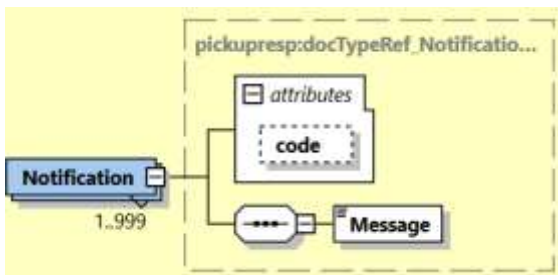 pickupresp:docTypeRef_Notificatio...
attributes
code
Notification
1..999
Message